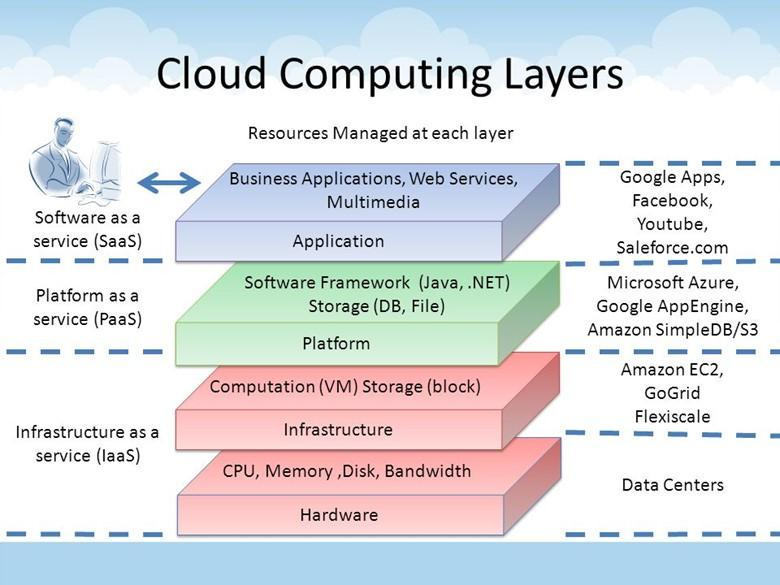 Cloud Computing Layers
Resources Managed at each layer
Business Applications, Web Services,
Multimedia
Application
Software as a
service (SaaS)
Google Apps,
Facebook,
Youtube,
Saleforce.com
Software Framework (Java, .NET)
Storage (DB, File)
Platform
Platform as a
service (PaaS)
Microsoft Azure,
Google AppEngine,
Amazon SimpleDB/S3
Computation (VM) Storage (block)
Infrastructure
Amazon EC2,
GoGrid
Flexiscale
Infrastructure as a
service (IaaS)
CPU, Memory ,Disk, Bandwidth
Hardware
Data Centers